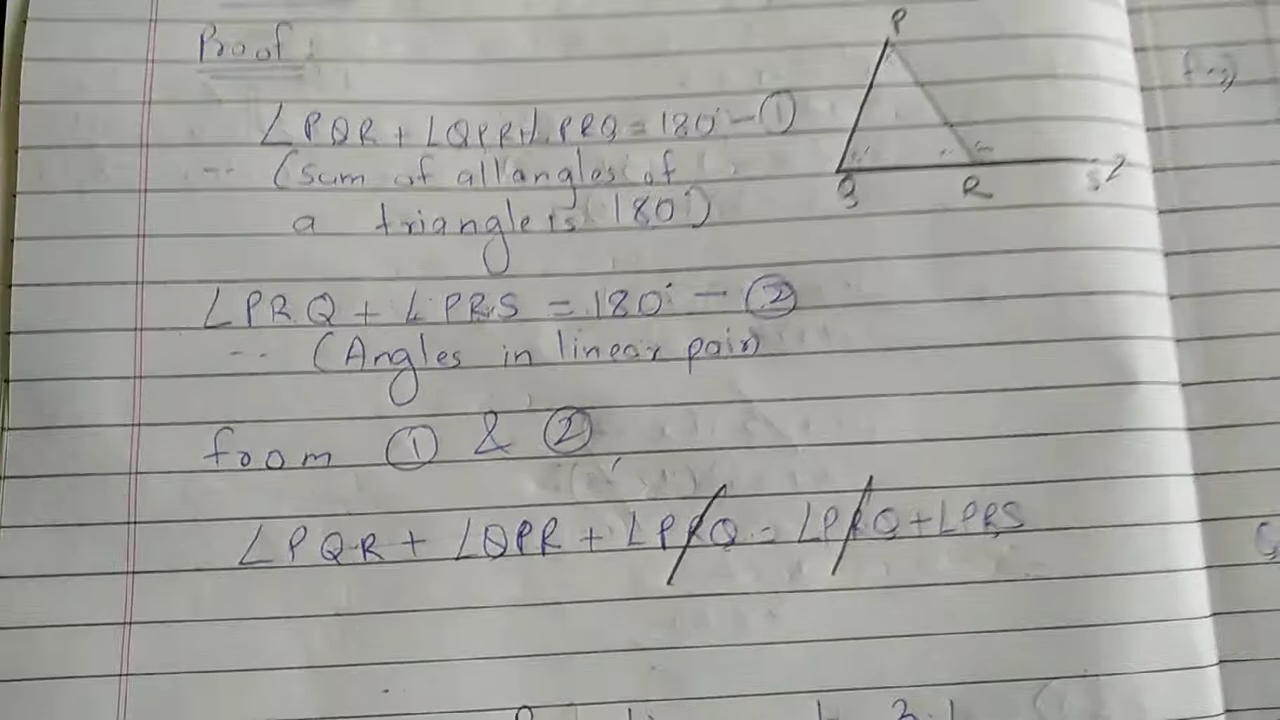 Proof:
∠PQR + ∠QPR + ∠PRQ = 180° — ①
-- (Sum of all angles of
a triangle is 180°)
∠PRQ + ∠PRS = 180° — ②
-- (Angles in linear pair)
from ① & ②
∠PQR + ∠QPR + ∠PRQ = ∠PRQ + ∠PRS
P
Q R S